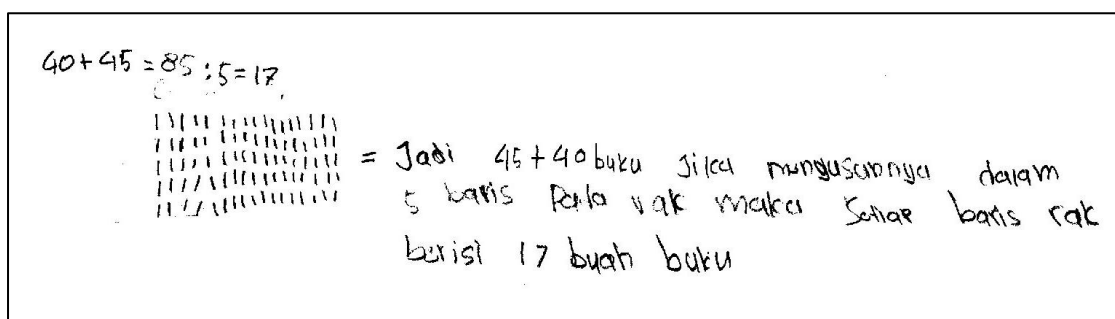 40+45=85:5=17
= Jadi 45+40 buku Jika mengusunnya dalam
5 baris Pada rak maka Setiap baris rak
berisi 17 buah buku